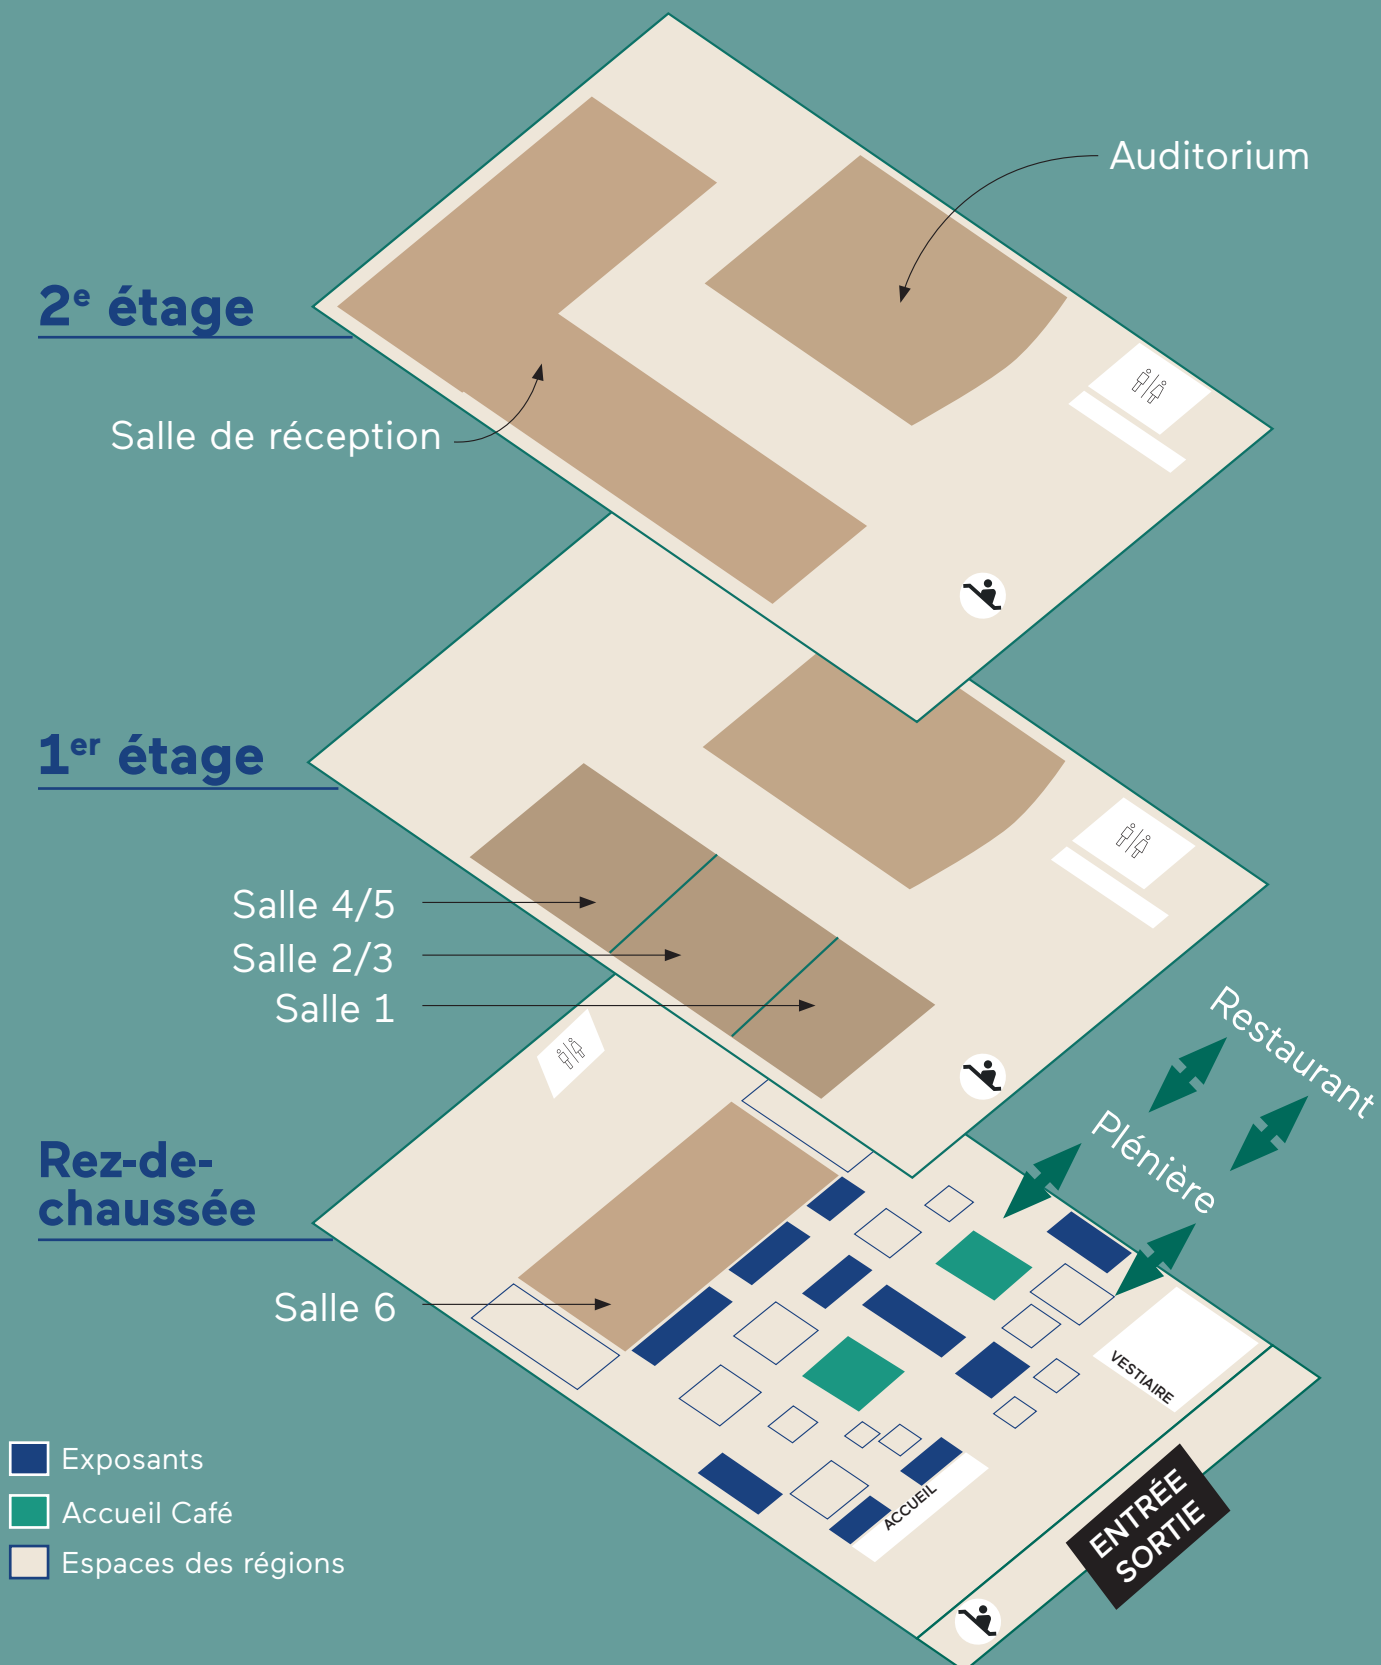 Auditorium
2e étage
Salle de réception
1er étage
Salle 4/5
Salle 2/3
Salle 1
Restaurant
Plénière
Rez-de-
chaussée
Salle 6
VESTIAIRE
ACCUEIL
ENTRÉE
SORTIE
Exposants
Accueil Café
Espaces des régions